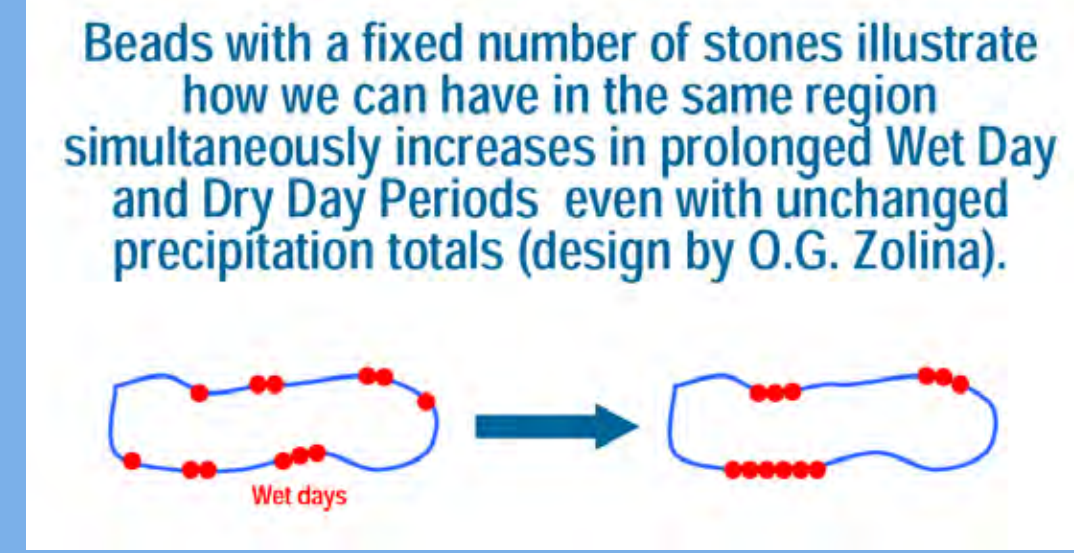 Beads with a fixed number of stones illustrate
how we can have in the same region
simultaneously increases in prolonged Wet Day
and Dry Day Periods even with unchanged
precipitation totals (design by O.G. Zolina).
Wet days